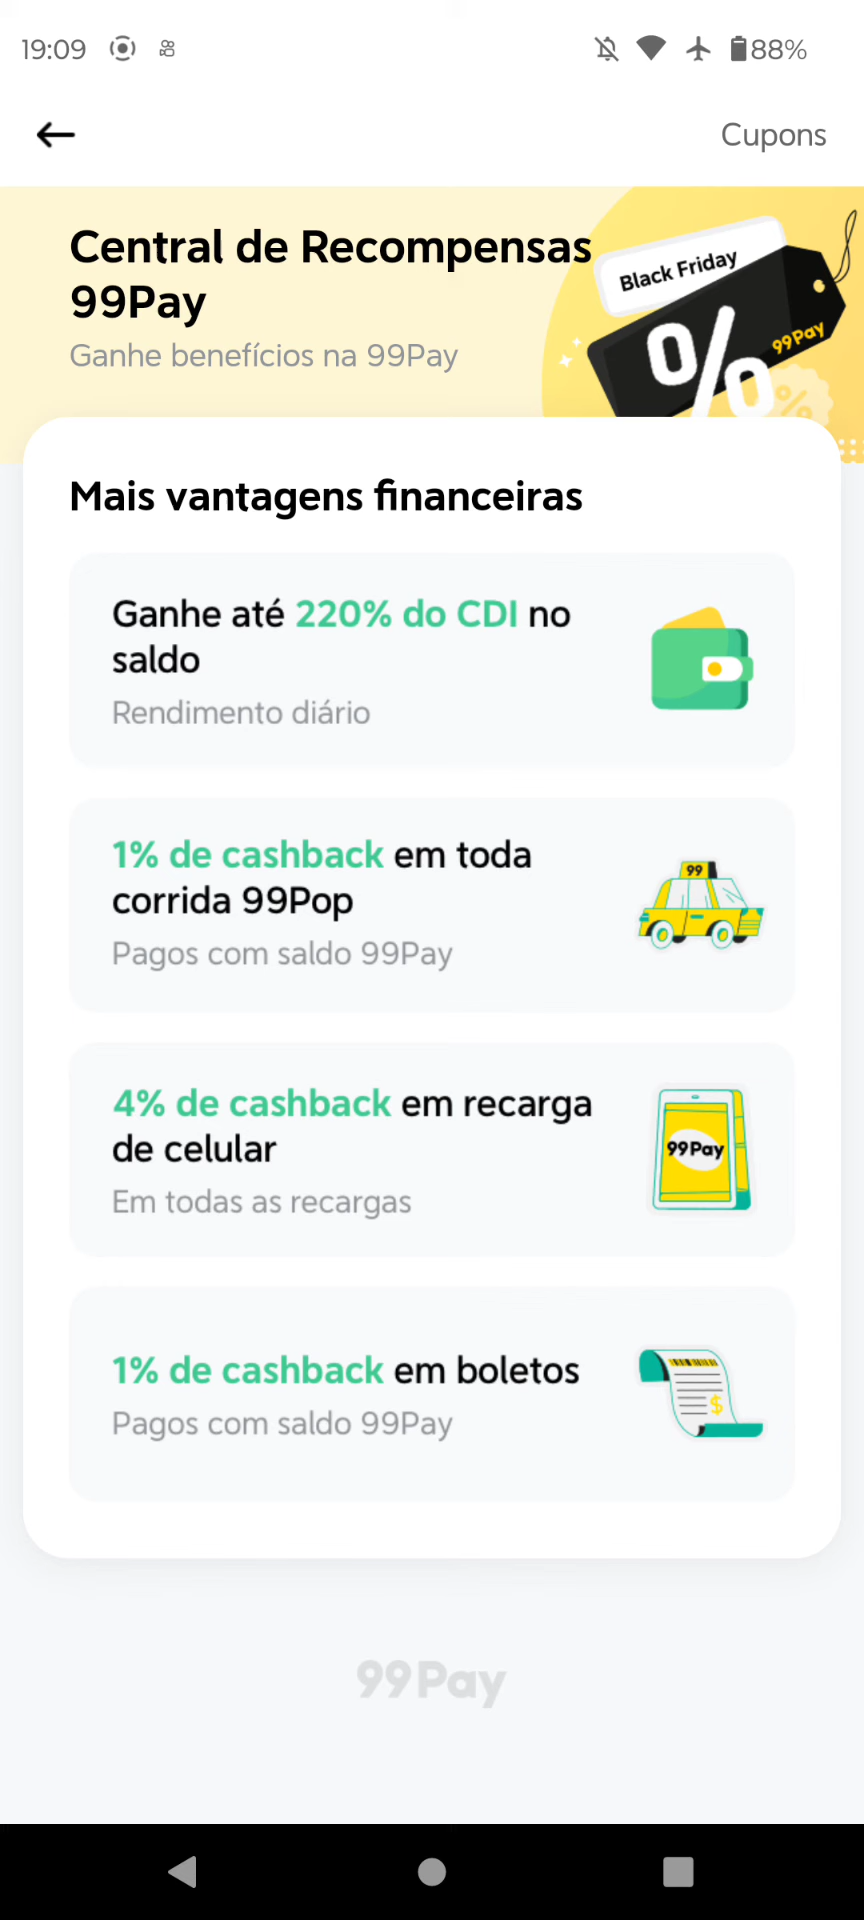 19:09
88%
Cupons
Central de Recompensas
99Pay
Ganhe benefícios na 99Pay
Black Friday
%
99Pay
%
Mais vantagens financeiras
Ganhe até 220% do CDI no
saldo
Rendimento diário
1% de cashback em toda
corrida 99Pop
Pagos com saldo 99Pay
99
4% de cashback em recarga
de celular
Em todas as recargas
99Pay
1% de cashback em boletos
Pagos com saldo 99Pay
$
99Pay